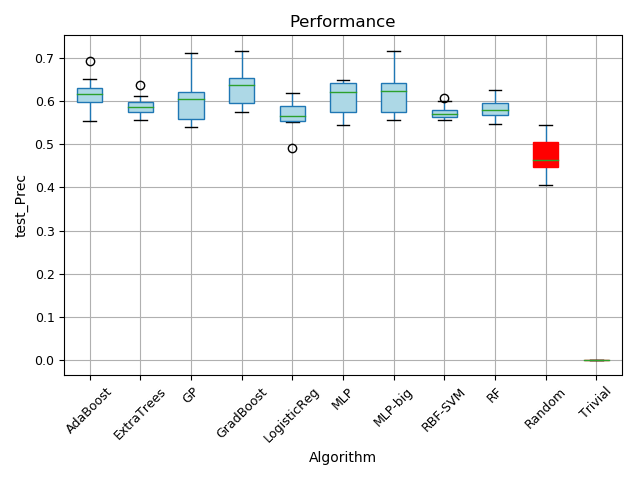 Performance
test_Prec
0.7
0.6
0.5
0.4
0.3
0.2
0.1
0.0
AdaBoost
ExtraTrees
GP
GradBoost
LogisticReg
MLP
MLP-big
RBF-SVM
RF
Random
Trivial
Algorithm